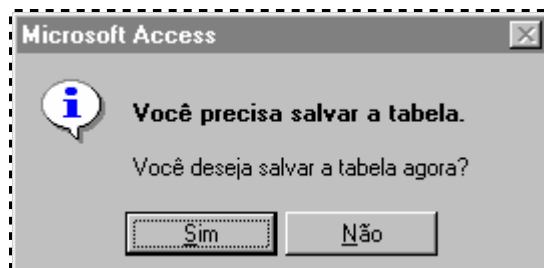 Microsoft Access
Você precisa salvar a tabela.
Você deseja salvar a tabela agora?
Sim Não